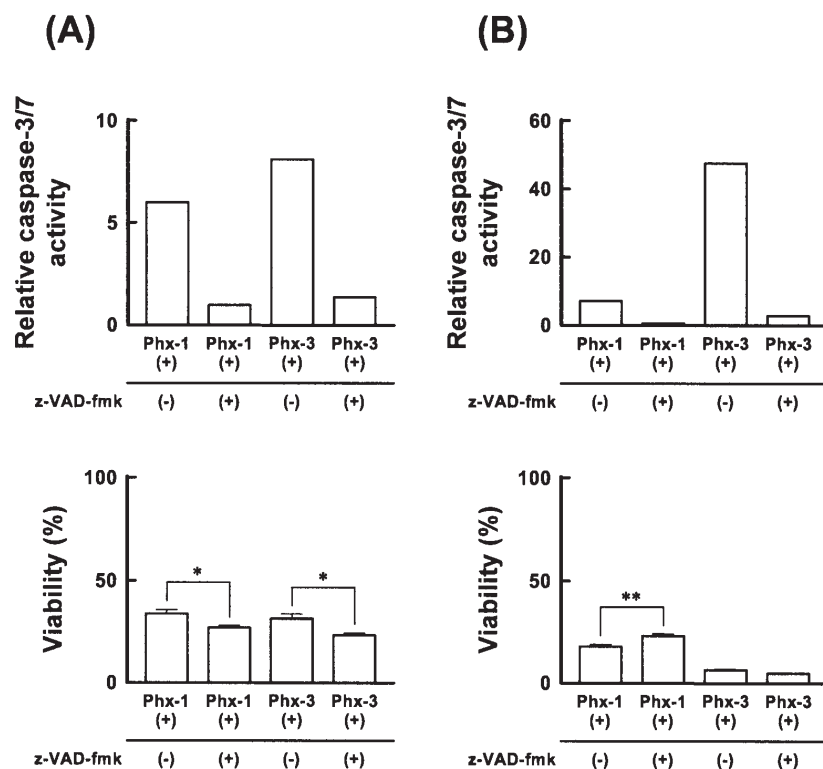 (A)
Relative caspase-3/7
activity
10
5
0
Phx-1 Phx-1 Phx-3 Phx-3
(+) (+) (+) (+)
z-VAD-fmk (-) (+) (-) (+)
(B)
Relative caspase-3/7
activity
60
40
20
0
Phx-1 Phx-1 Phx-3 Phx-3
(+) (+) (+) (+)
z-VAD-fmk (-) (+) (-) (+)
Viability (%)
100
50
0
* *
Phx-1 Phx-1 Phx-3 Phx-3
(+) (+) (+) (+)
z-VAD-fmk (-) (+) (-) (+)
Viability (%)
100
50
0
**
Phx-1 Phx-1 Phx-3 Phx-3
(+) (+) (+) (+)
z-VAD-fmk (-) (+) (-) (+)